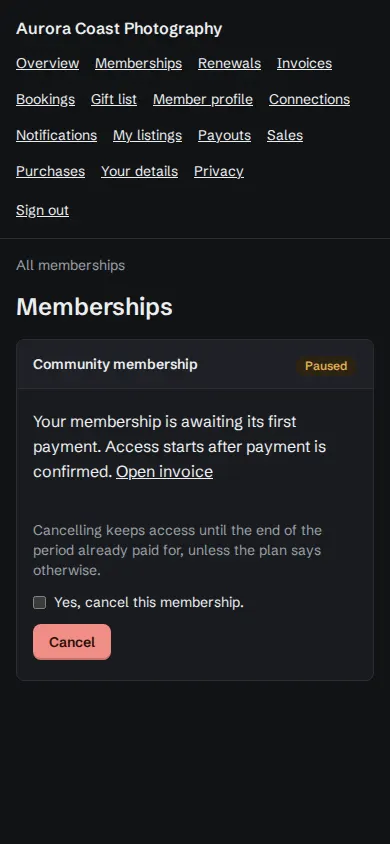 Aurora Coast Photography
Overview Memberships Renewals Invoices
Bookings Gift list Member profile Connections
Notifications My listings Payouts Sales
Purchases Your details Privacy
Sign out
All memberships
Memberships
Community membership Paused
Your membership is awaiting its first
payment. Access starts after payment is
confirmed. Open invoice
Cancelling keeps access until the end of the
period already paid for, unless the plan says
otherwise.
Yes, cancel this membership.
Cancel